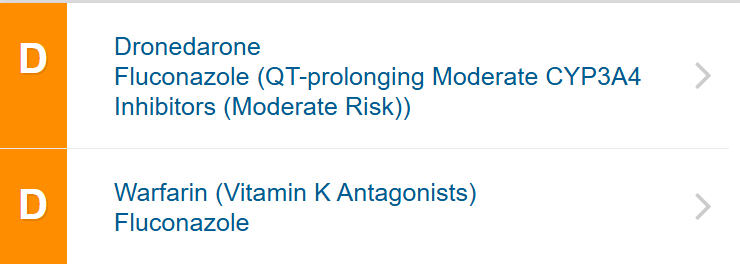 D
Dronedarone
Fluconazole (QT-prolonging Moderate CYP3A4
Inhibitors (Moderate Risk))
D
Warfarin (Vitamin K Antagonists)
Fluconazole